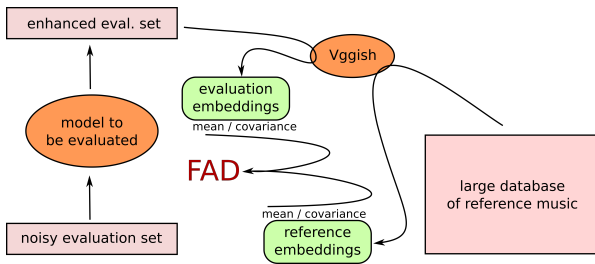 enhanced eval. set
Vggish
evaluation
embeddings
mean / covariance
model to
be evaluated
FAD
large database
of reference music
mean / covariance
reference
embeddings
noisy evaluation set